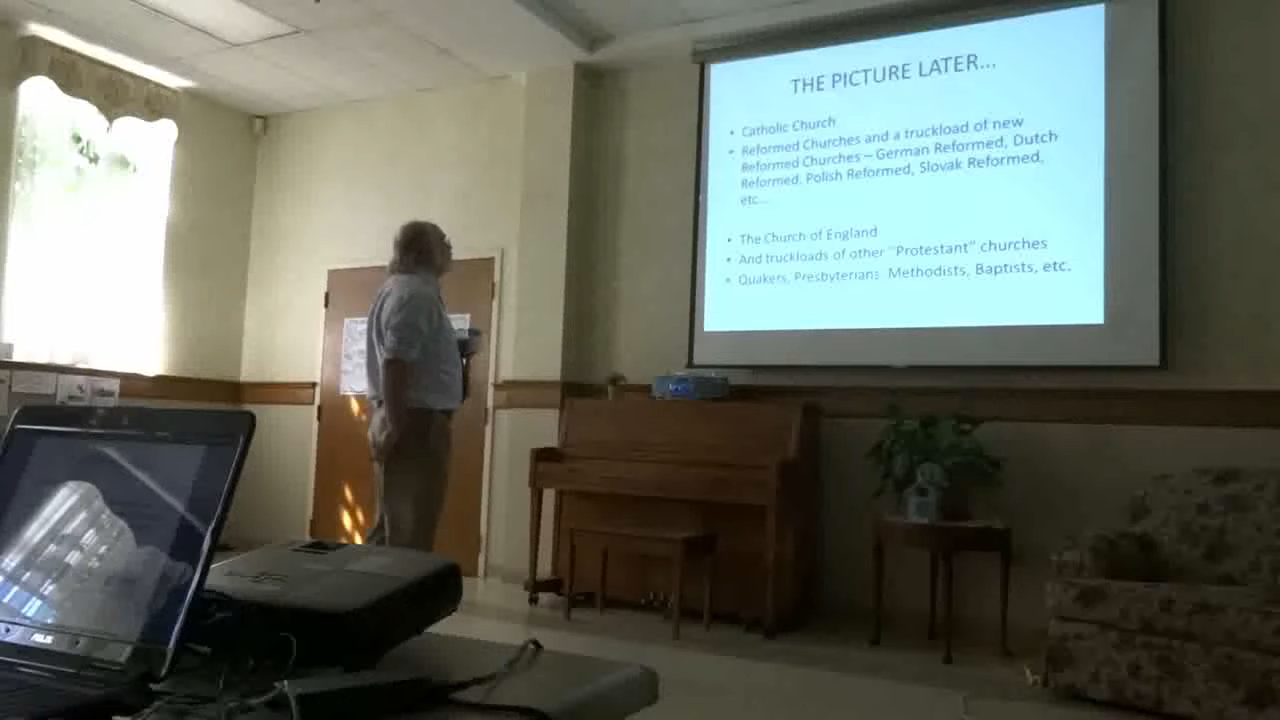 THE PICTURE LATER...
• Catholic Church
• Reformed Churches and a truckload of new
Reformed Churches – German Reformed, Dutch
Reformed, Polish Reformed, Slovak Reformed,
etc...
• The Church of England
• And truckloads of other "Protestant" churches
• Quakers, Presbyterians Methodists, Baptists, etc.
ASUS